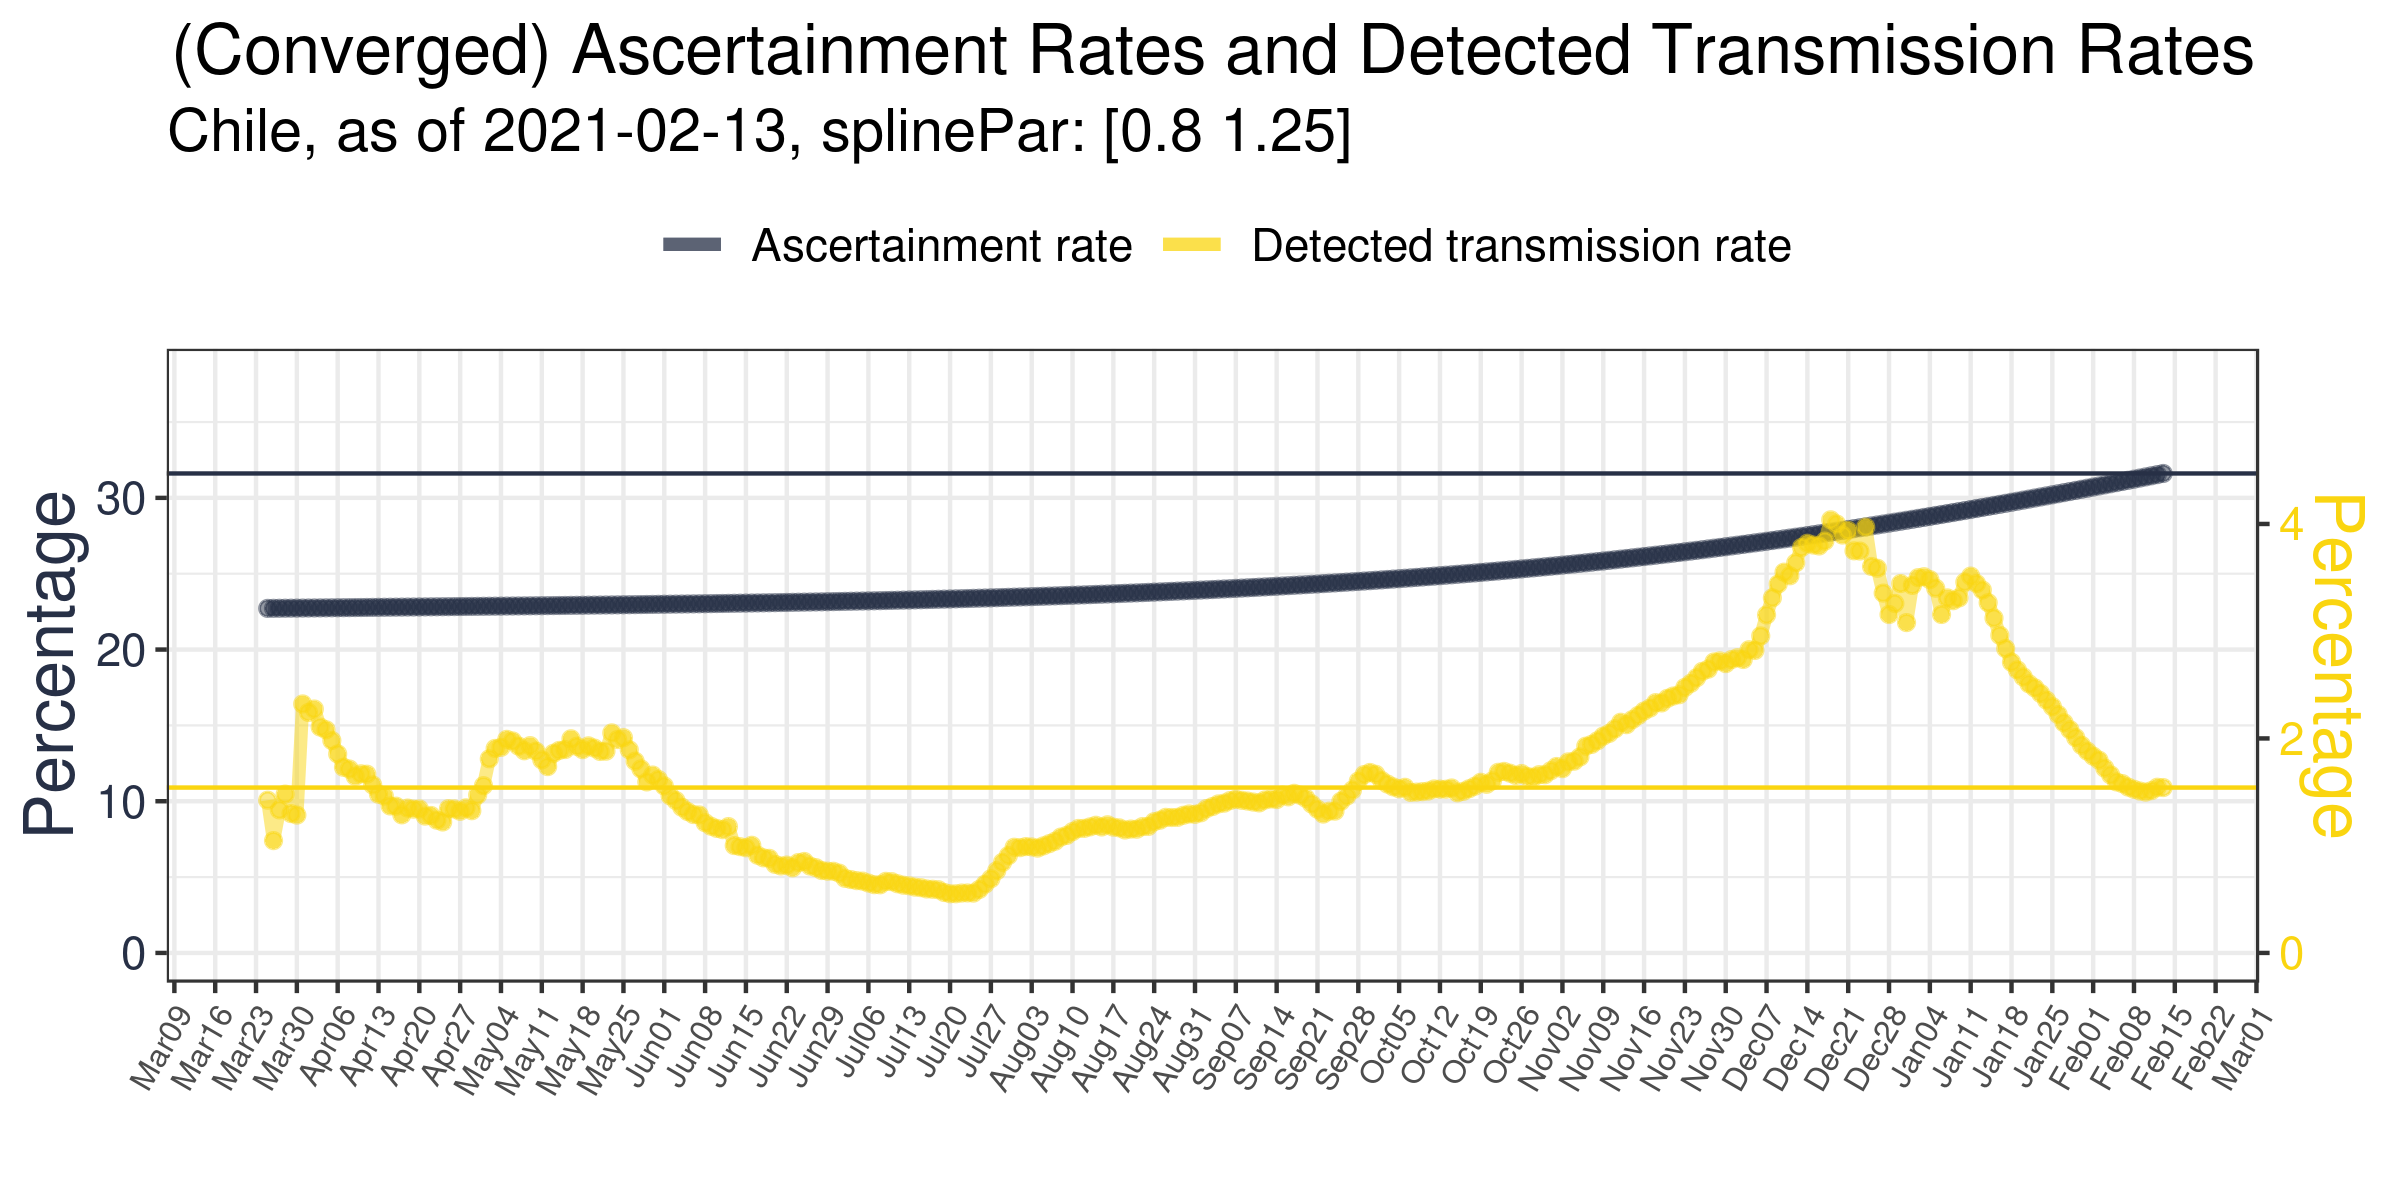 (Converged) Ascertainment Rates and Detected Transmission Rates
Chile, as of 2021-02-13, splinePar: [0.8 1.25]
Ascertainment rate
Detected transmission rate
Percentage
30
20
10
0
Percentage
4
2
0
Mar09
Mar16
Mar23
Mar30
Apr06
Apr13
Apr20
Apr27
May04
May11
May18
May25
Jun01
Jun08
Jun15
Jun22
Jun29
Jul06
Jul13
Jul20
Jul27
Aug03
Aug10
Aug17
Aug24
Aug31
Sep07
Sep14
Sep21
Sep28
Oct05
Oct12
Oct19
Oct26
Nov02
Nov09
Nov16
Nov23
Nov30
Dec07
Dec14
Dec21
Dec28
Jan04
Jan11
Jan18
Jan25
Feb01
Feb08
Feb15
Feb22
Mar01